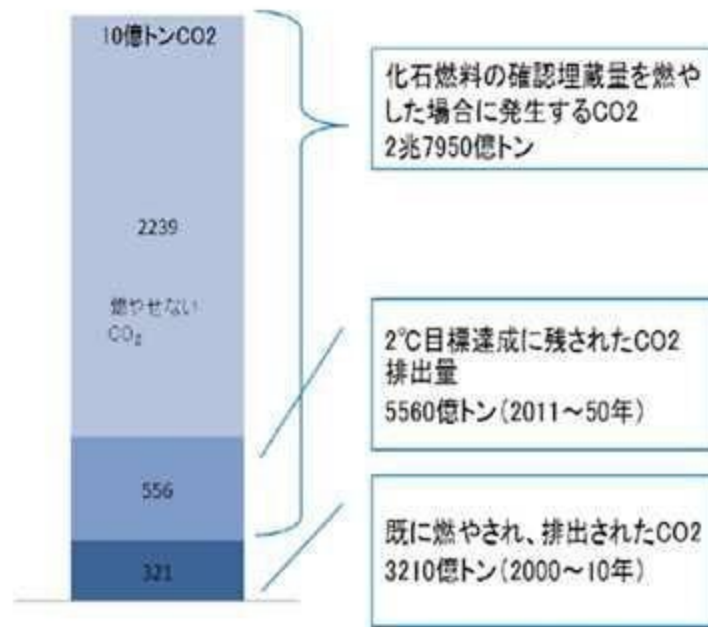 10億トンCO2
2239
燃やせない
CO₂
556
321
化石燃料の確認埋蔵量を燃や
した場合に発生するCO2
2兆7950億トン
2℃目標達成に残されたCO2
排出量
5560億トン(2011～50年)
既に燃やされ、排出されたCO2
3210億トン(2000～10年)